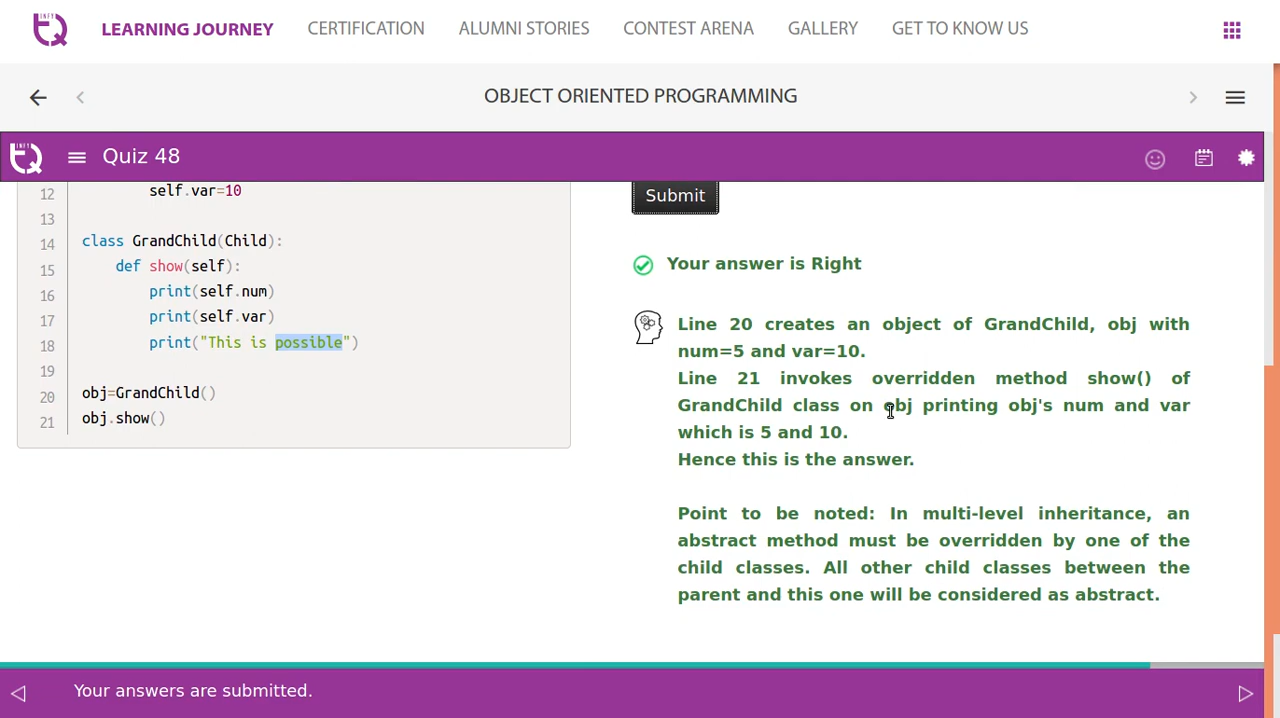 LEARNING JOURNEY CERTIFICATION ALUMNI STORIES CONTEST ARENA GALLERY GET TO KNOW US
OBJECT ORIENTED PROGRAMMING
Quiz 48
12 self.var=10
13
14 class GrandChild(Child):
15 def show(self):
16 print(self.num)
17 print(self.var)
18 print("This is possible")
19
20 obj=GrandChild()
21 obj.show()
Submit
Your answer is Right
Line 20 creates an object of GrandChild, obj with
num=5 and var=10.
Line 21 invokes overridden method show() of
GrandChild class on obj printing obj's num and var
which is 5 and 10.
Hence this is the answer.
Point to be noted: In multi-level inheritance, an
abstract method must be overridden by one of the
child classes. All other child classes between the
parent and this one will be considered as abstract.
Your answers are submitted.